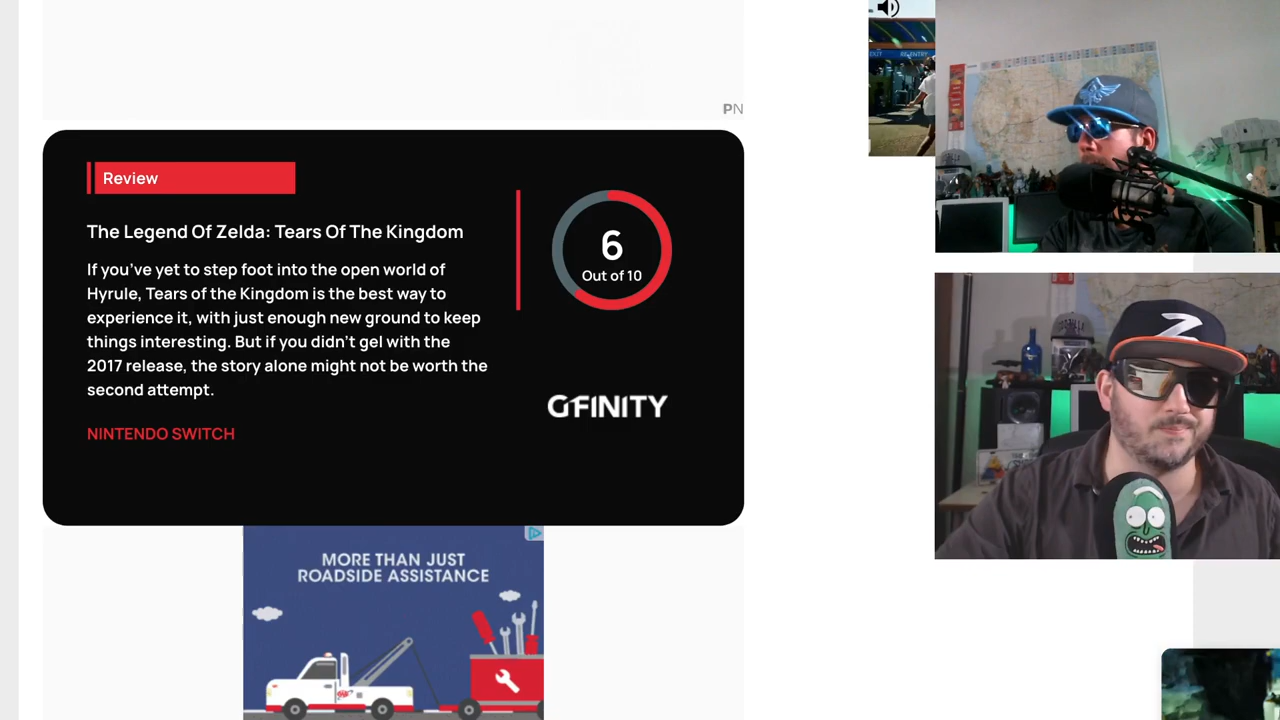 PN
Review
The Legend Of Zelda: Tears Of The Kingdom
If you've yet to step foot into the open world of
Hyrule, Tears of the Kingdom is the best way to
experience it, with just enough new ground to keep
things interesting. But if you didn't gel with the
2017 release, the story alone might not be worth the
second attempt.
NINTENDO SWITCH
6
Out of 10
GFINITY
MORE THAN JUST
ROADSIDE ASSISTANCE
RE-ENTRY
Z